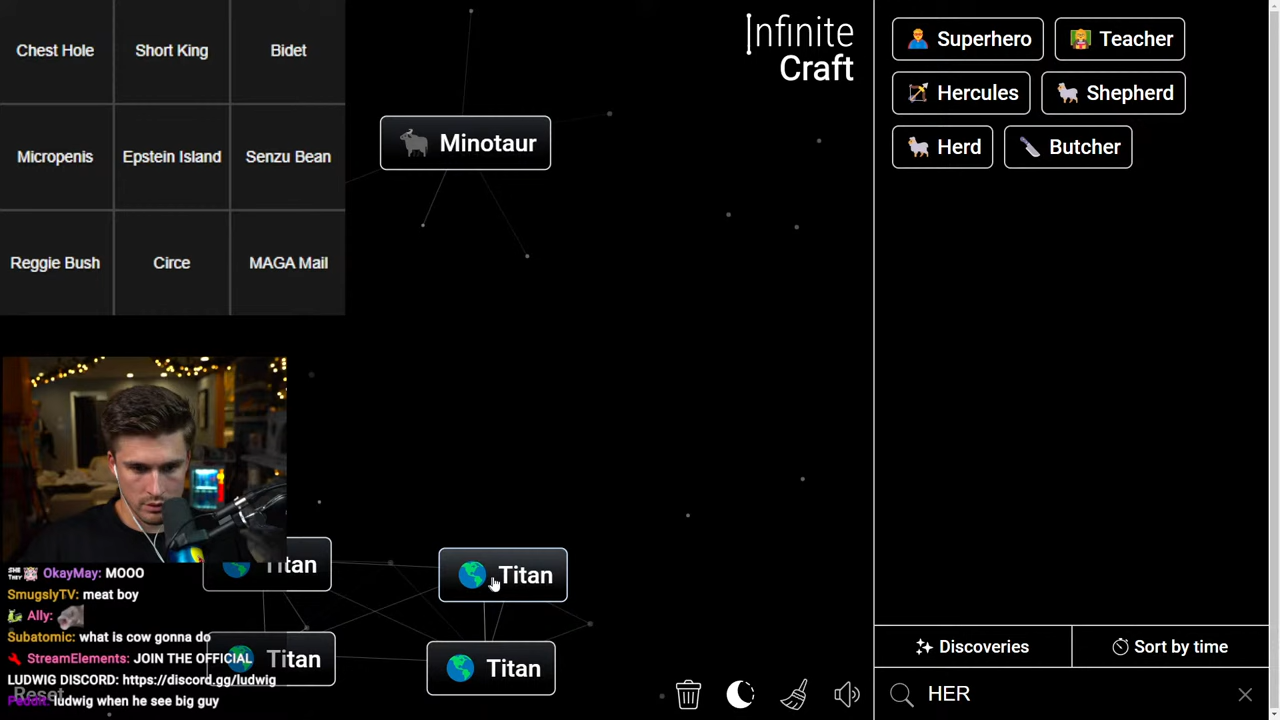 Chest Hole
Short King
Bidet
Micropenis
Epstein Island
Senzu Bean
Reggie Bush
Circe
MAGA Mail
Minotaur
Infinite
Craft
Superhero
Teacher
Hercules
Shepherd
Herd
Butcher
Titan
Titan
Titan
Titan
OkayMay: MOOO
SmugslyTV: meat boy
Ally:
Subatomic: what is cow gonna do
StreamElements: JOIN THE OFFICIAL
LUDWIG DISCORD: https://discord.gg/ludwig
ludwig when he see big guy
Reset
Discoveries
Sort by time
HER